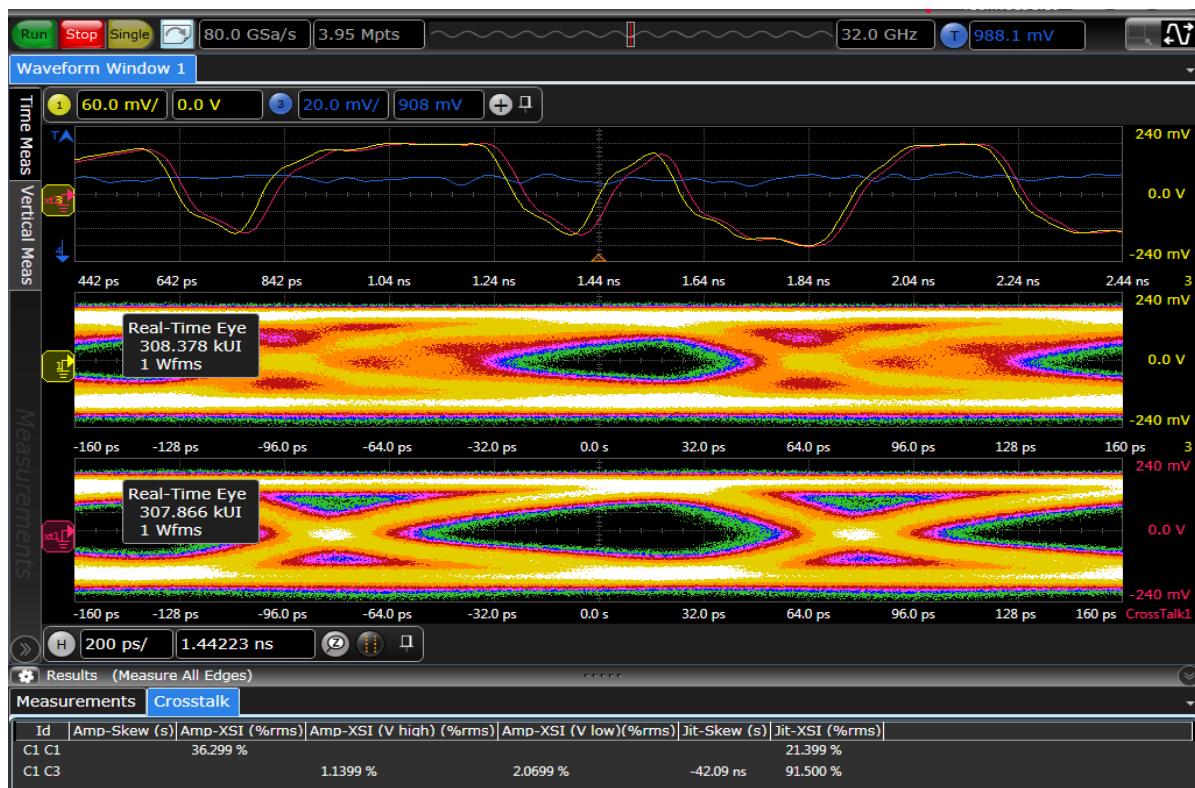 Run Stop Single 80.0 GSa/s 3.95 Mpts 32.0 GHz T 988.1 mV
Waveform Window 1
Time Meas
Vertical Meas
Measurements
1 60.0 mV/ 0.0 V 3 20.0 mV/ 908 mV
T
240 mV
0.0 V
-240 mV
442 ps 642 ps 842 ps 1.04 ns 1.24 ns 1.44 ns 1.64 ns 1.84 ns 2.04 ns 2.24 ns 2.44 ns 3
240 mV
Real-Time Eye
308.378 kUI
1 Wfms
0.0 V
-240 mV
-160 ps -128 ps -96.0 ps -64.0 ps -32.0 ps 0.0 s 32.0 ps 64.0 ps 96.0 ps 128 ps 160 ps 3
240 mV
Real-Time Eye
307.866 kUI
1 Wfms
xt1
0.0 V
-240 mV
-160 ps -128 ps -96.0 ps -64.0 ps -32.0 ps 0.0 s 32.0 ps 64.0 ps 96.0 ps 128 ps 160 ps CrossTalk1
H 200 ps/ 1.44223 ns
Results (Measure All Edges)
Measurements Crosstalk
Id Amp-Skew (s) Amp-XSI (%rms) Amp-XSI (V high) (%rms) Amp-XSI (V low)(%rms) Jit-Skew (s) Jit-XSI (%rms)
C1 C1 36.299 % 21.399 %
C1 C3 1.1399 % 2.0699 % -42.09 ns 91.500 %